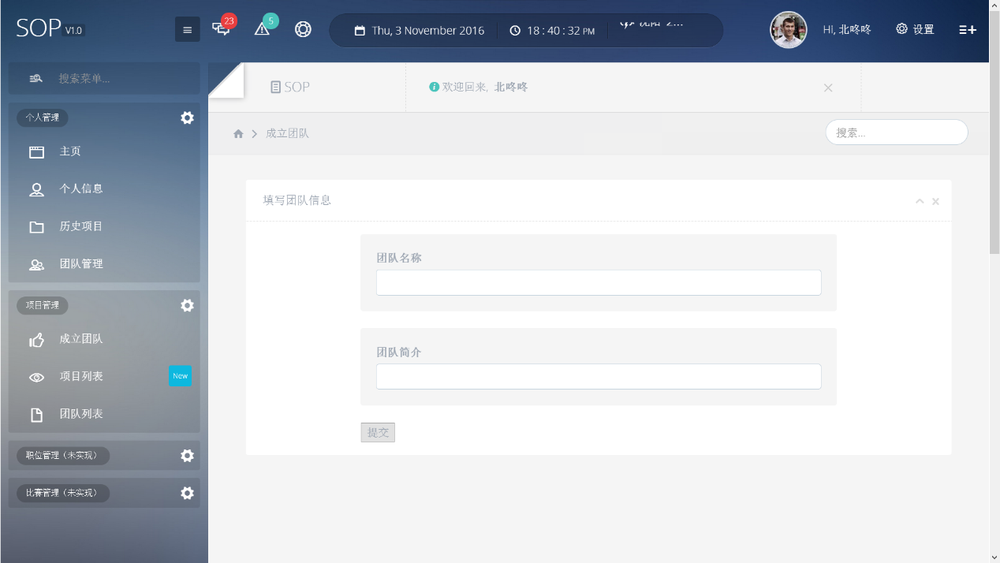 SOP V1.0
23
5
Thu, 3 November 2016
18 : 40 : 32 PM
HI, 北咚咚
设置
搜索菜单...
个人管理
主页
个人信息
历史项目
团队管理
项目管理
成立团队
项目列表
New
团队列表
职位管理（未实现）
比赛管理（未实现）
SOP
欢迎回来, 北咚咚
成立团队
搜索...
填写团队信息
团队名称
团队简介
提交